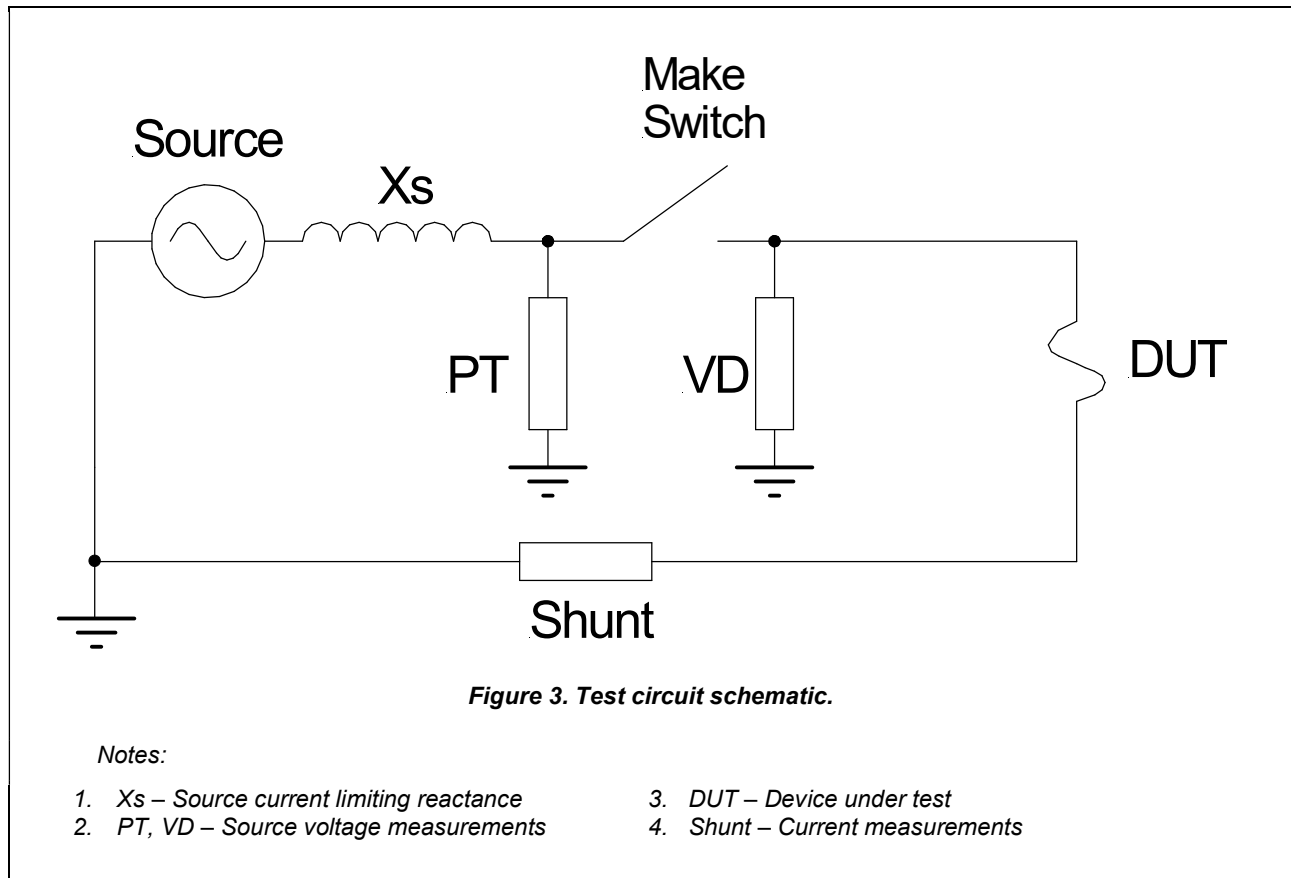 Make
Switch
Source
Xs
PT
VD
DUT
Shunt
Figure 3. Test circuit schematic.
Notes:
1. Xs – Source current limiting reactance
2. PT, VD – Source voltage measurements
3. DUT – Device under test
4. Shunt – Current measurements